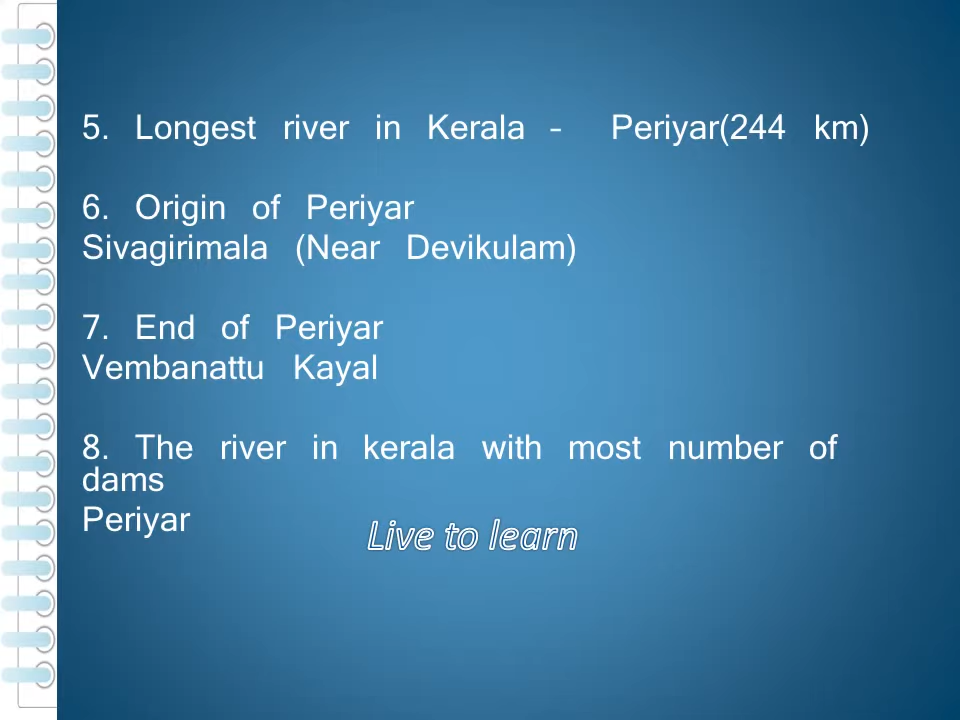 5. Longest river in Kerala – Periyar(244 km)
6. Origin of Periyar
Sivagirimala (Near Devikulam)
7. End of Periyar
Vembanattu Kayal
8. The river in kerala with most number of
dams
Periyar
Live to learn